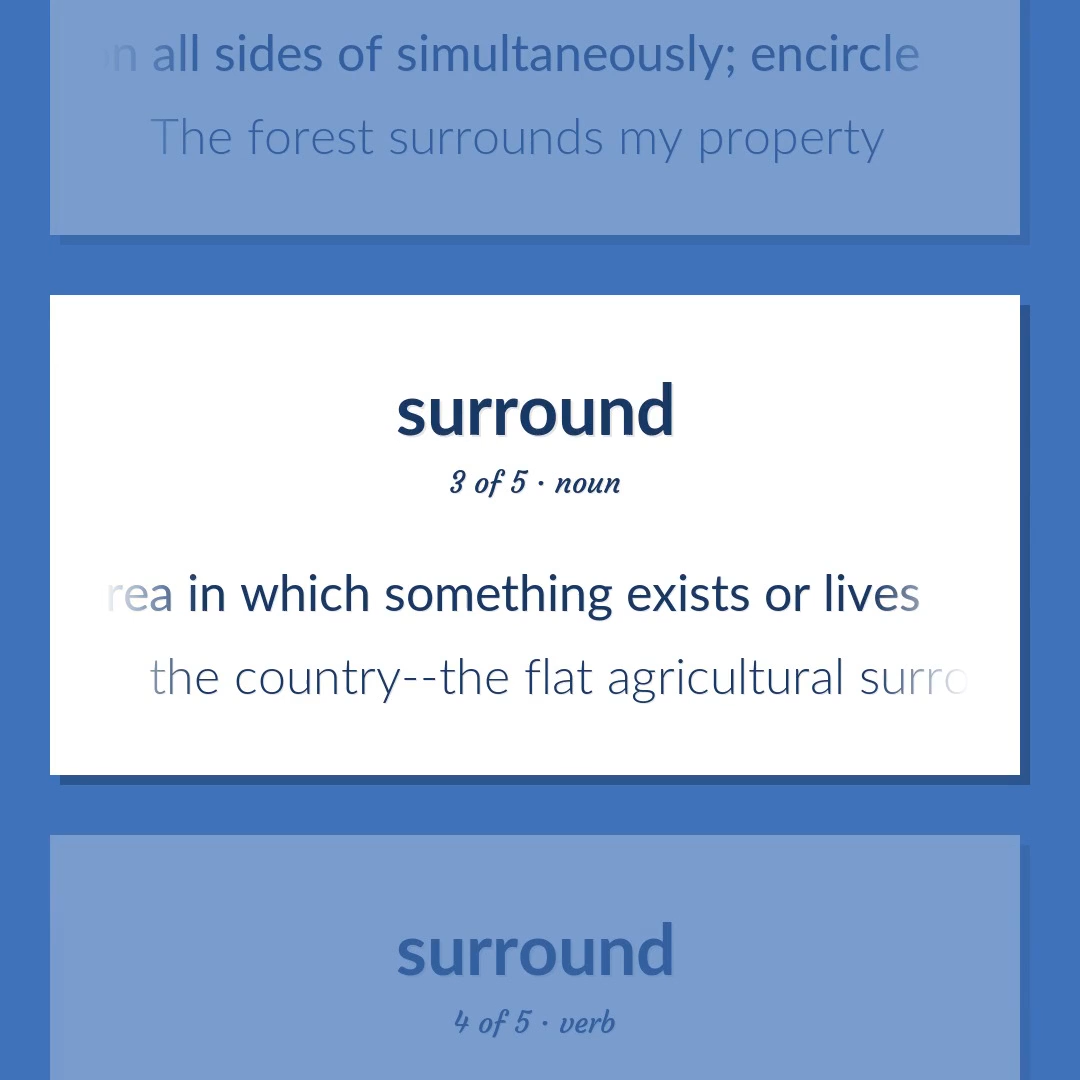 all sides of simultaneously; encircle
The forest surrounds my property
surround
3 of 5 · noun
in which something exists or lives
the country--the flat agricultural
surround
4 of 5 · verb